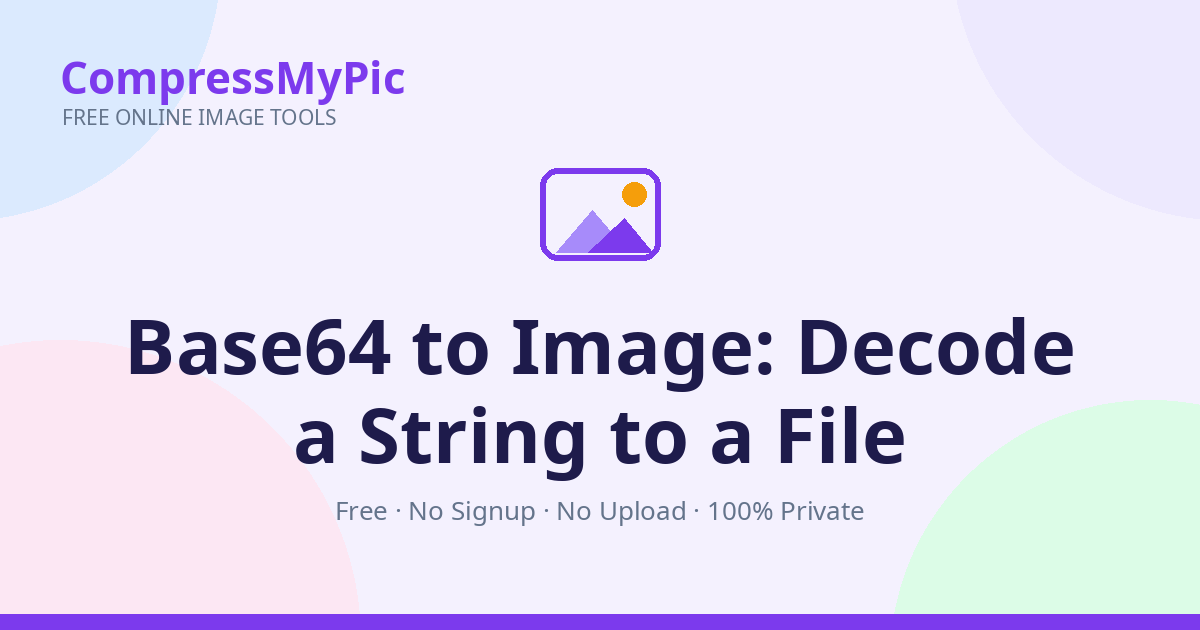 CompressMyPic
FREE ONLINE IMAGE TOOLS
Base64 to Image: Decode
a String to a File
Free · No Signup · No Upload · 100% Private